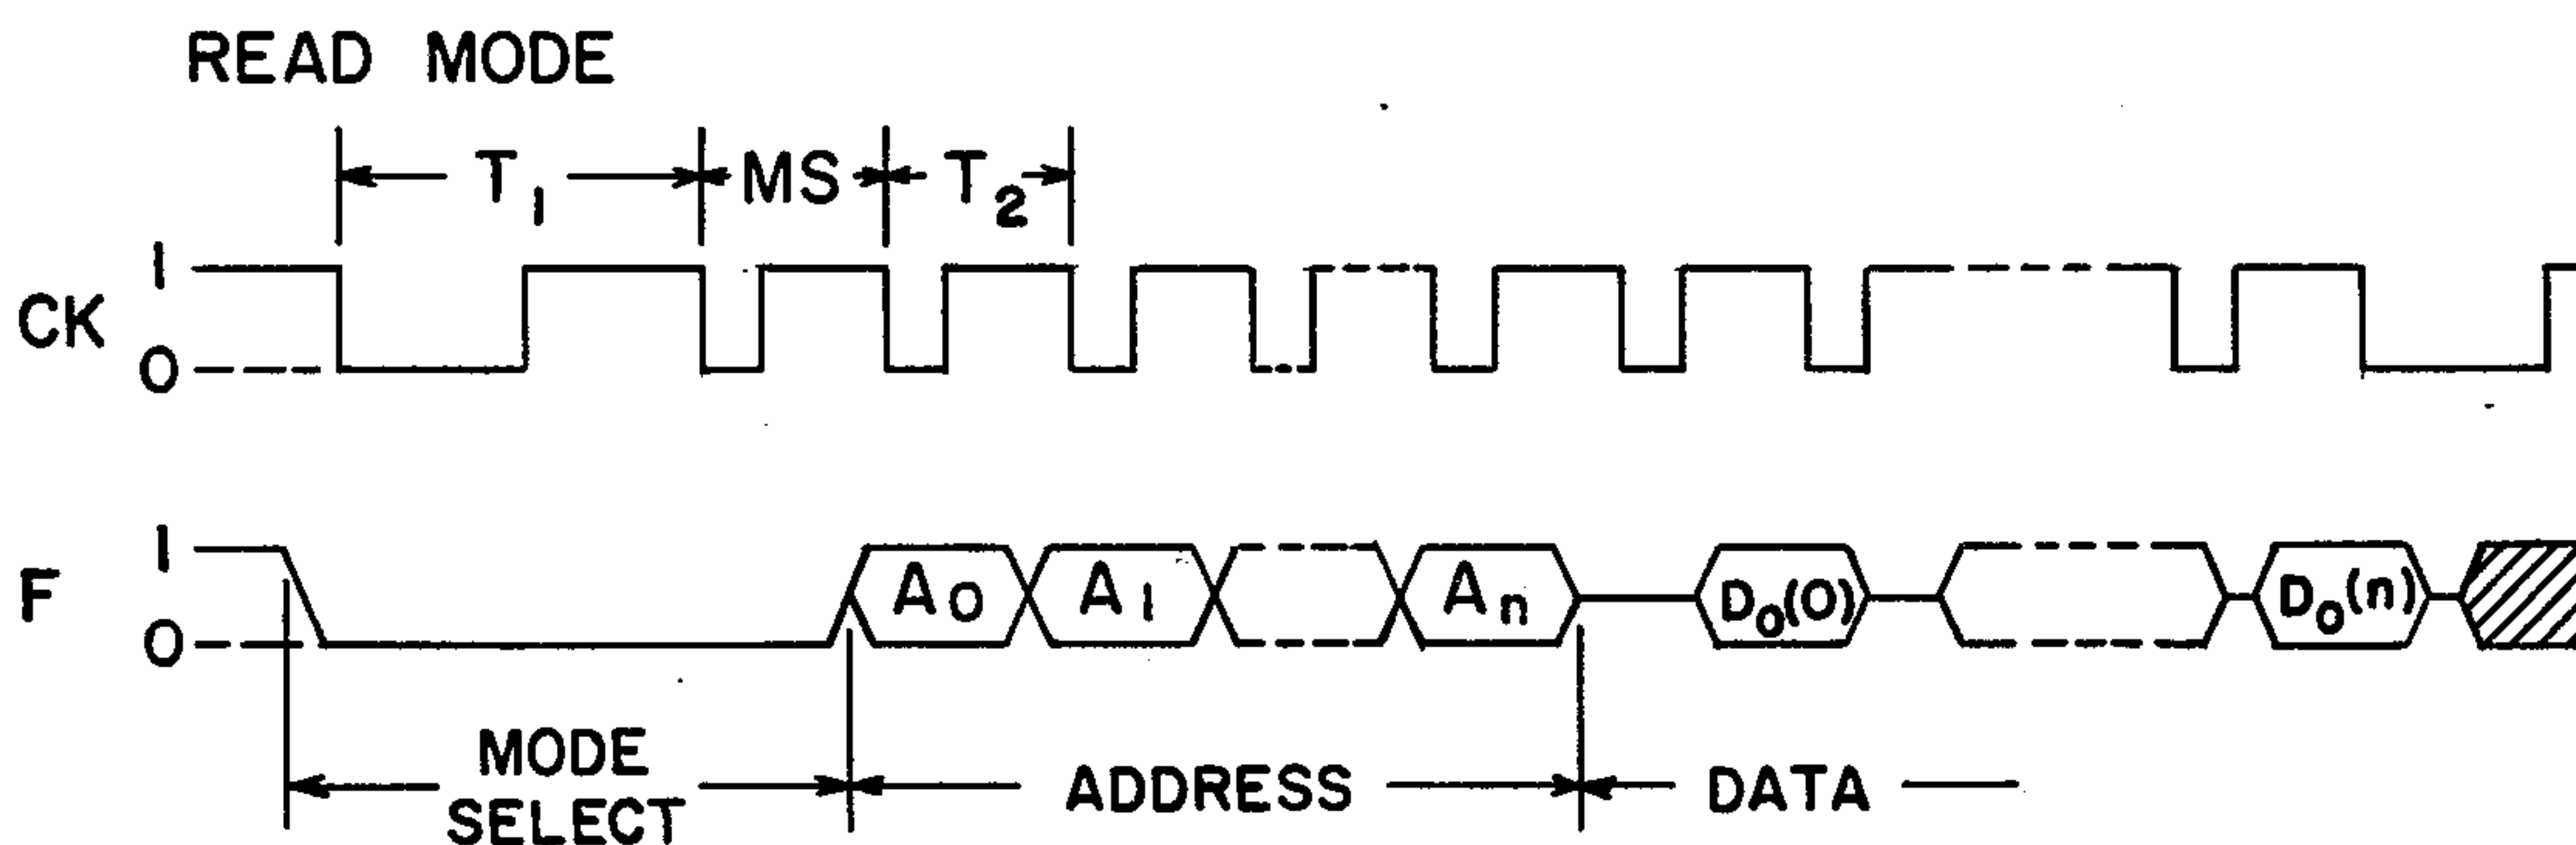 READ MODE
T₁ MS T₂
1
CK
0
1
F A₀ A₁ Aₙ D₀(0) D₀(n)
0
MODE
SELECT
ADDRESS DATA